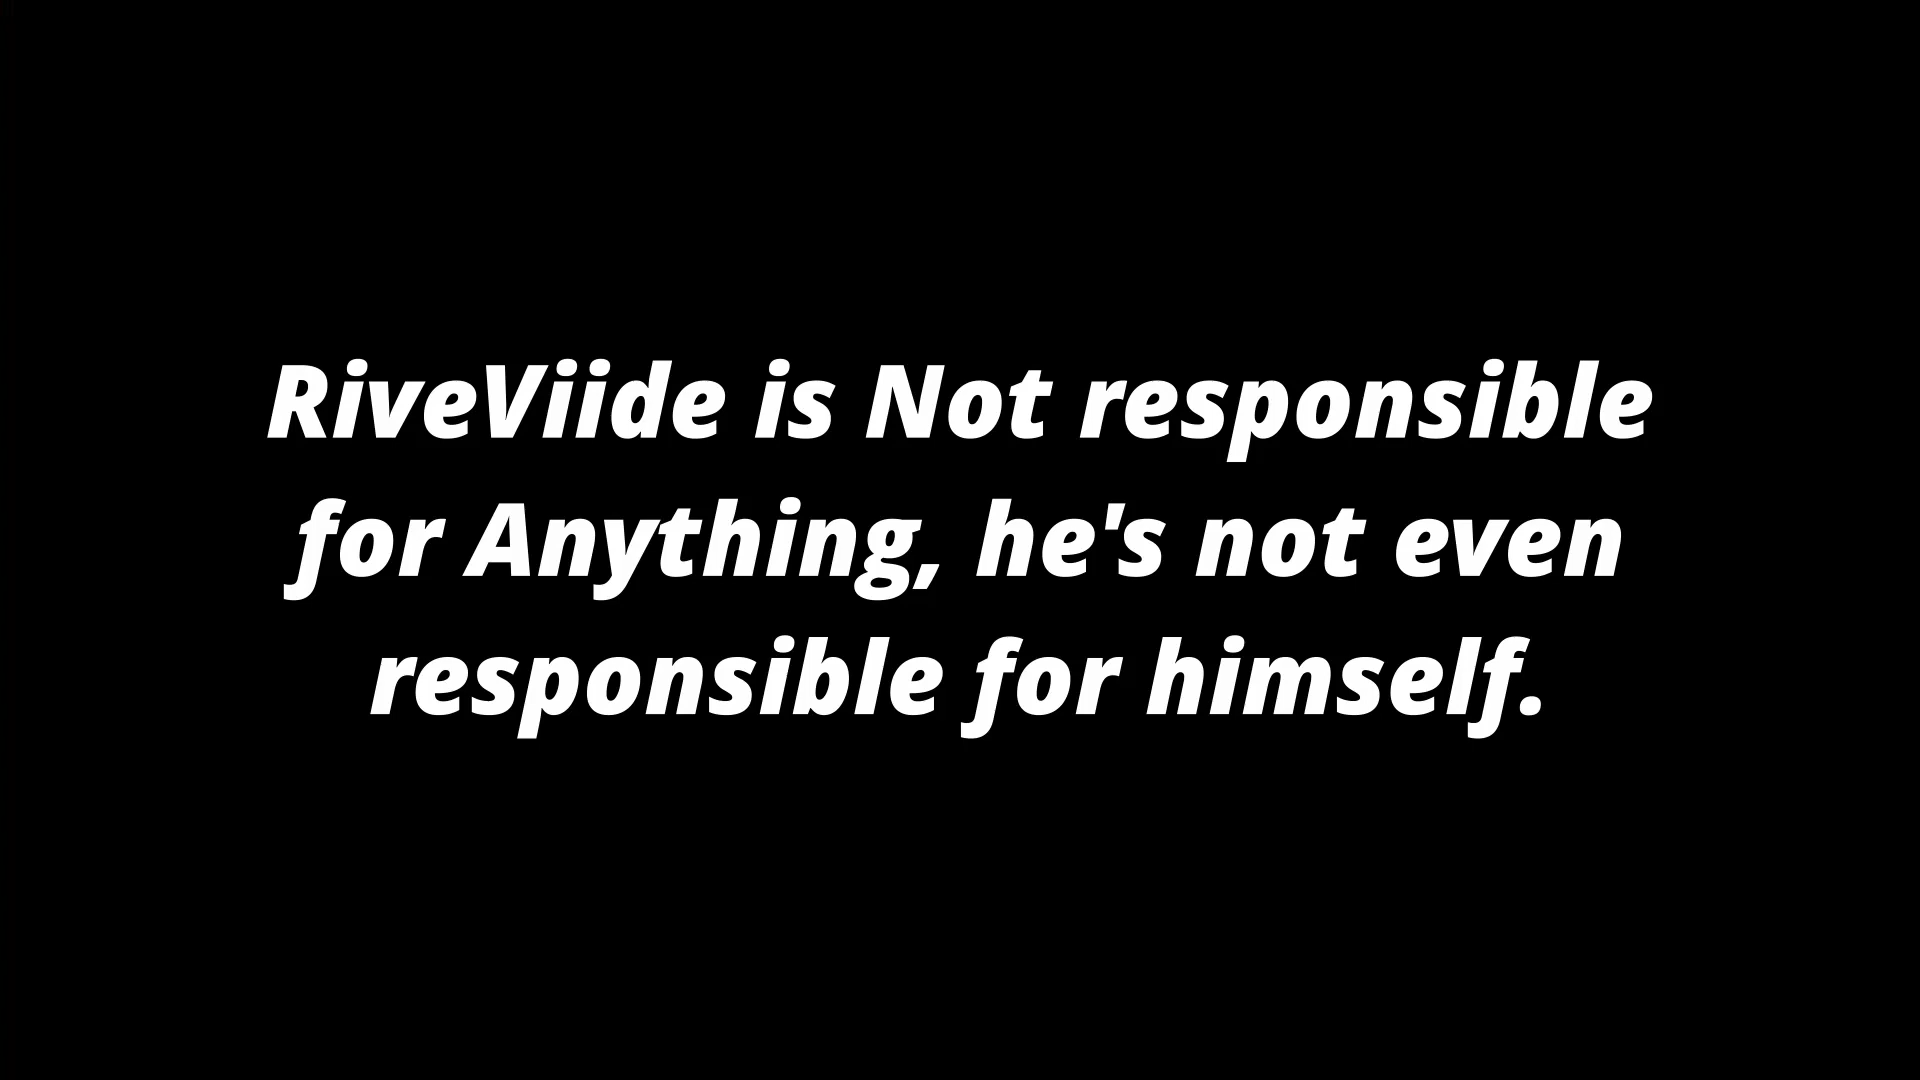 RiveViide is Not responsible
for Anything, he's not even
responsible for himself.